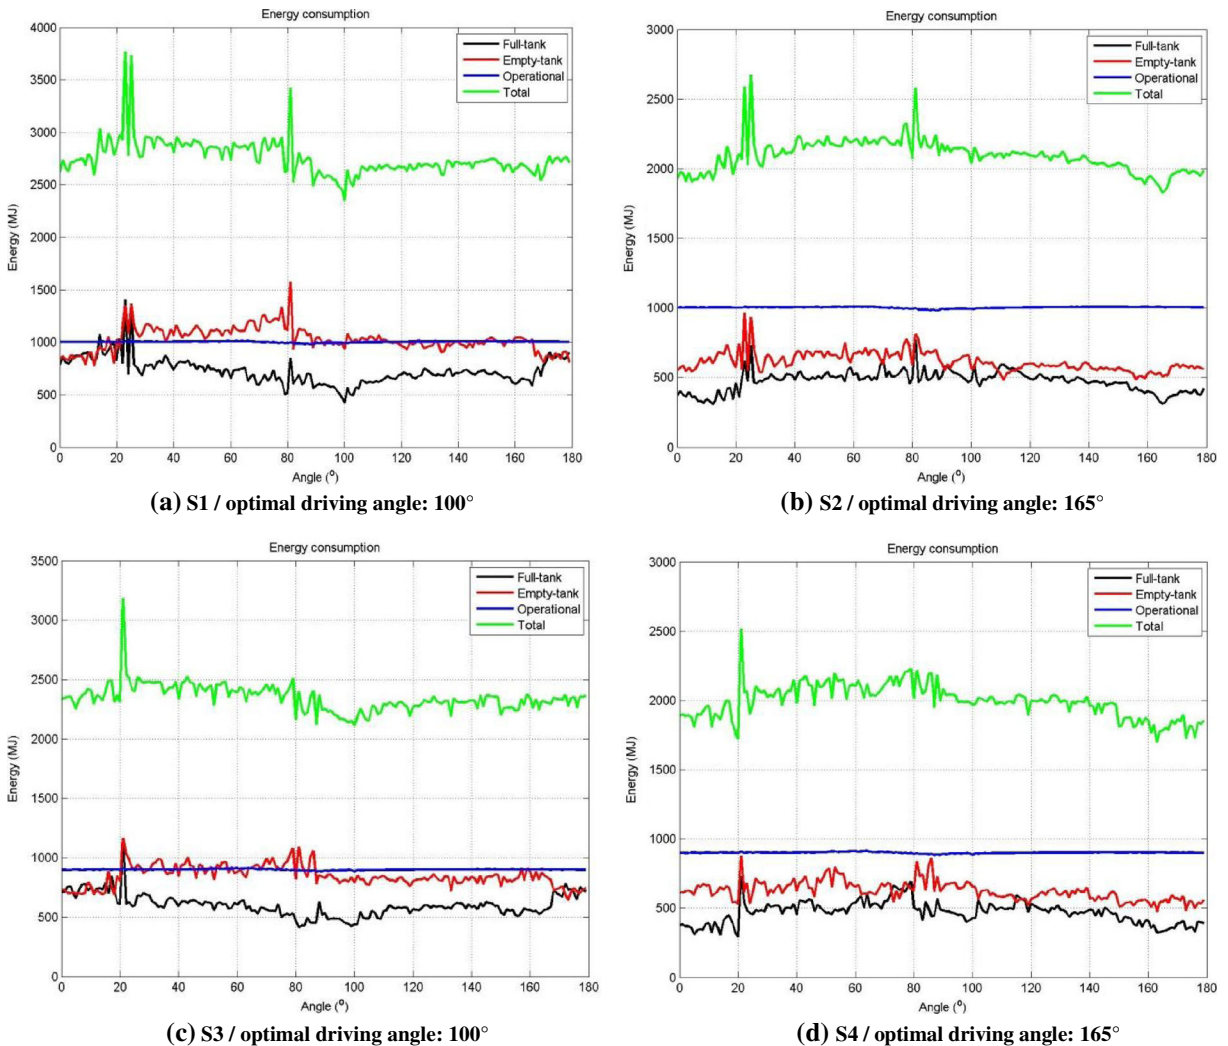 Energy consumption
4000
3500
3000
2500
2000
1500
1000
500
0
Energy (MJ)
Full-tank
Empty-tank
Operational
Total
0 20 40 60 80 100 120 140 160 180
Angle (°)
(a) S1 / optimal driving angle: 100°
Energy consumption
3000
2500
2000
1500
1000
500
0
Energy (MJ)
Full-tank
Empty-tank
Operational
Total
0 20 40 60 80 100 120 140 160 180
Angle (°)
(b) S2 / optimal driving angle: 165°
Energy consumption
3500
3000
2500
2000
1500
1000
500
0
Energy (MJ)
Full-tank
Empty-tank
Operational
Total
0 20 40 60 80 100 120 140 160 180
Angle (°)
(c) S3 / optimal driving angle: 100°
Energy consumption
3000
2500
2000
1500
1000
500
0
Energy (MJ)
Full-tank
Empty-tank
Operational
Total
0 20 40 60 80 100 120 140 160 180
Angle (°)
(d) S4 / optimal driving angle: 165°